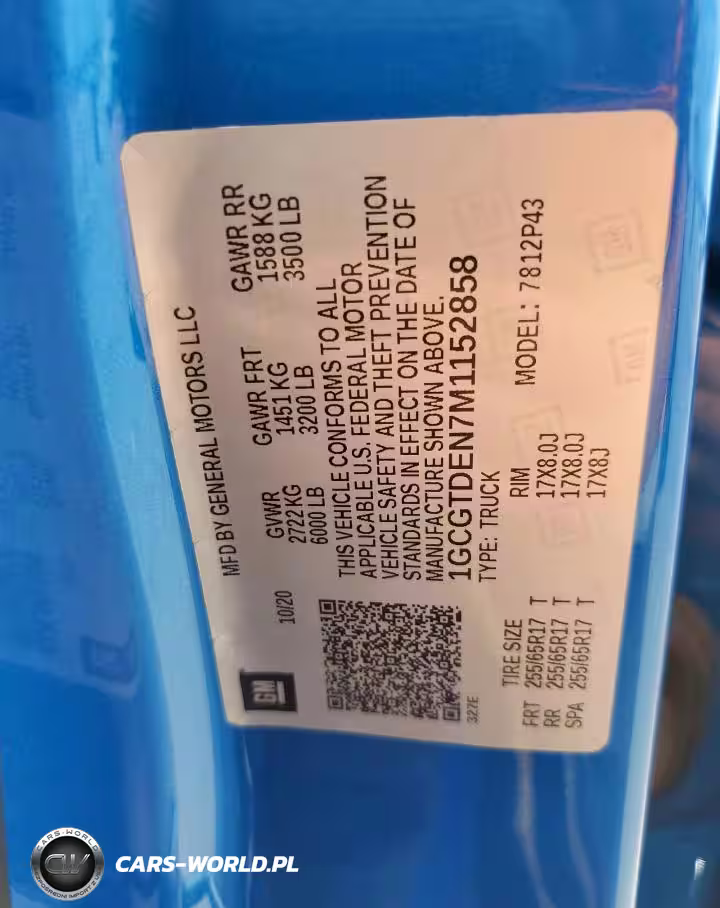 MFD BY GENERAL MOTORS LLC
GM
10/20
GVWR GAWR FRT GAWR RR
2722 KG 1451 KG 1588 KG
6000 LB 3200 LB 3500 LB
THIS VEHICLE CONFORMS TO ALL
APPLICABLE U.S. FEDERAL MOTOR
VEHICLE SAFETY AND THEFT PREVENTION
STANDARDS IN EFFECT ON THE DATE OF
MANUFACTURE SHOWN ABOVE.
1GCGTDEN7M1152858
327E
TYPE: TRUCK
TIRE SIZE RIM MODEL: 7812P43
FRT 255/65R17 T 17X8.0J
RR 255/65R17 T 17X8.0J
SPA 255/65R17 T 17X8J
CARS-WORLD
CW
CARS-WORLD.PL